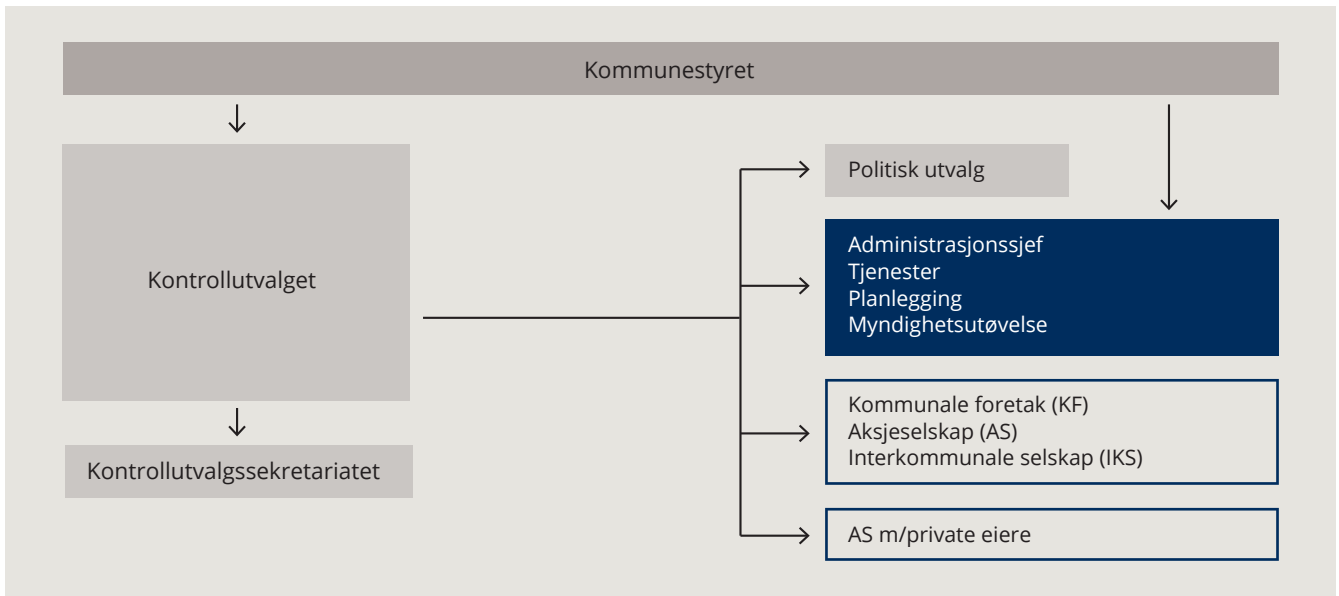 Kommunestyret
Kontrollutvalget
Kontrollutvalgssekretariatet
Politisk utvalg
Administrasjonssjef
Tjenester
Planlegging
Myndighetsutøvelse
Kommunale foretak (KF)
Aksjeselskap (AS)
Interkommunale selskap (IKS)
AS m/private eiere